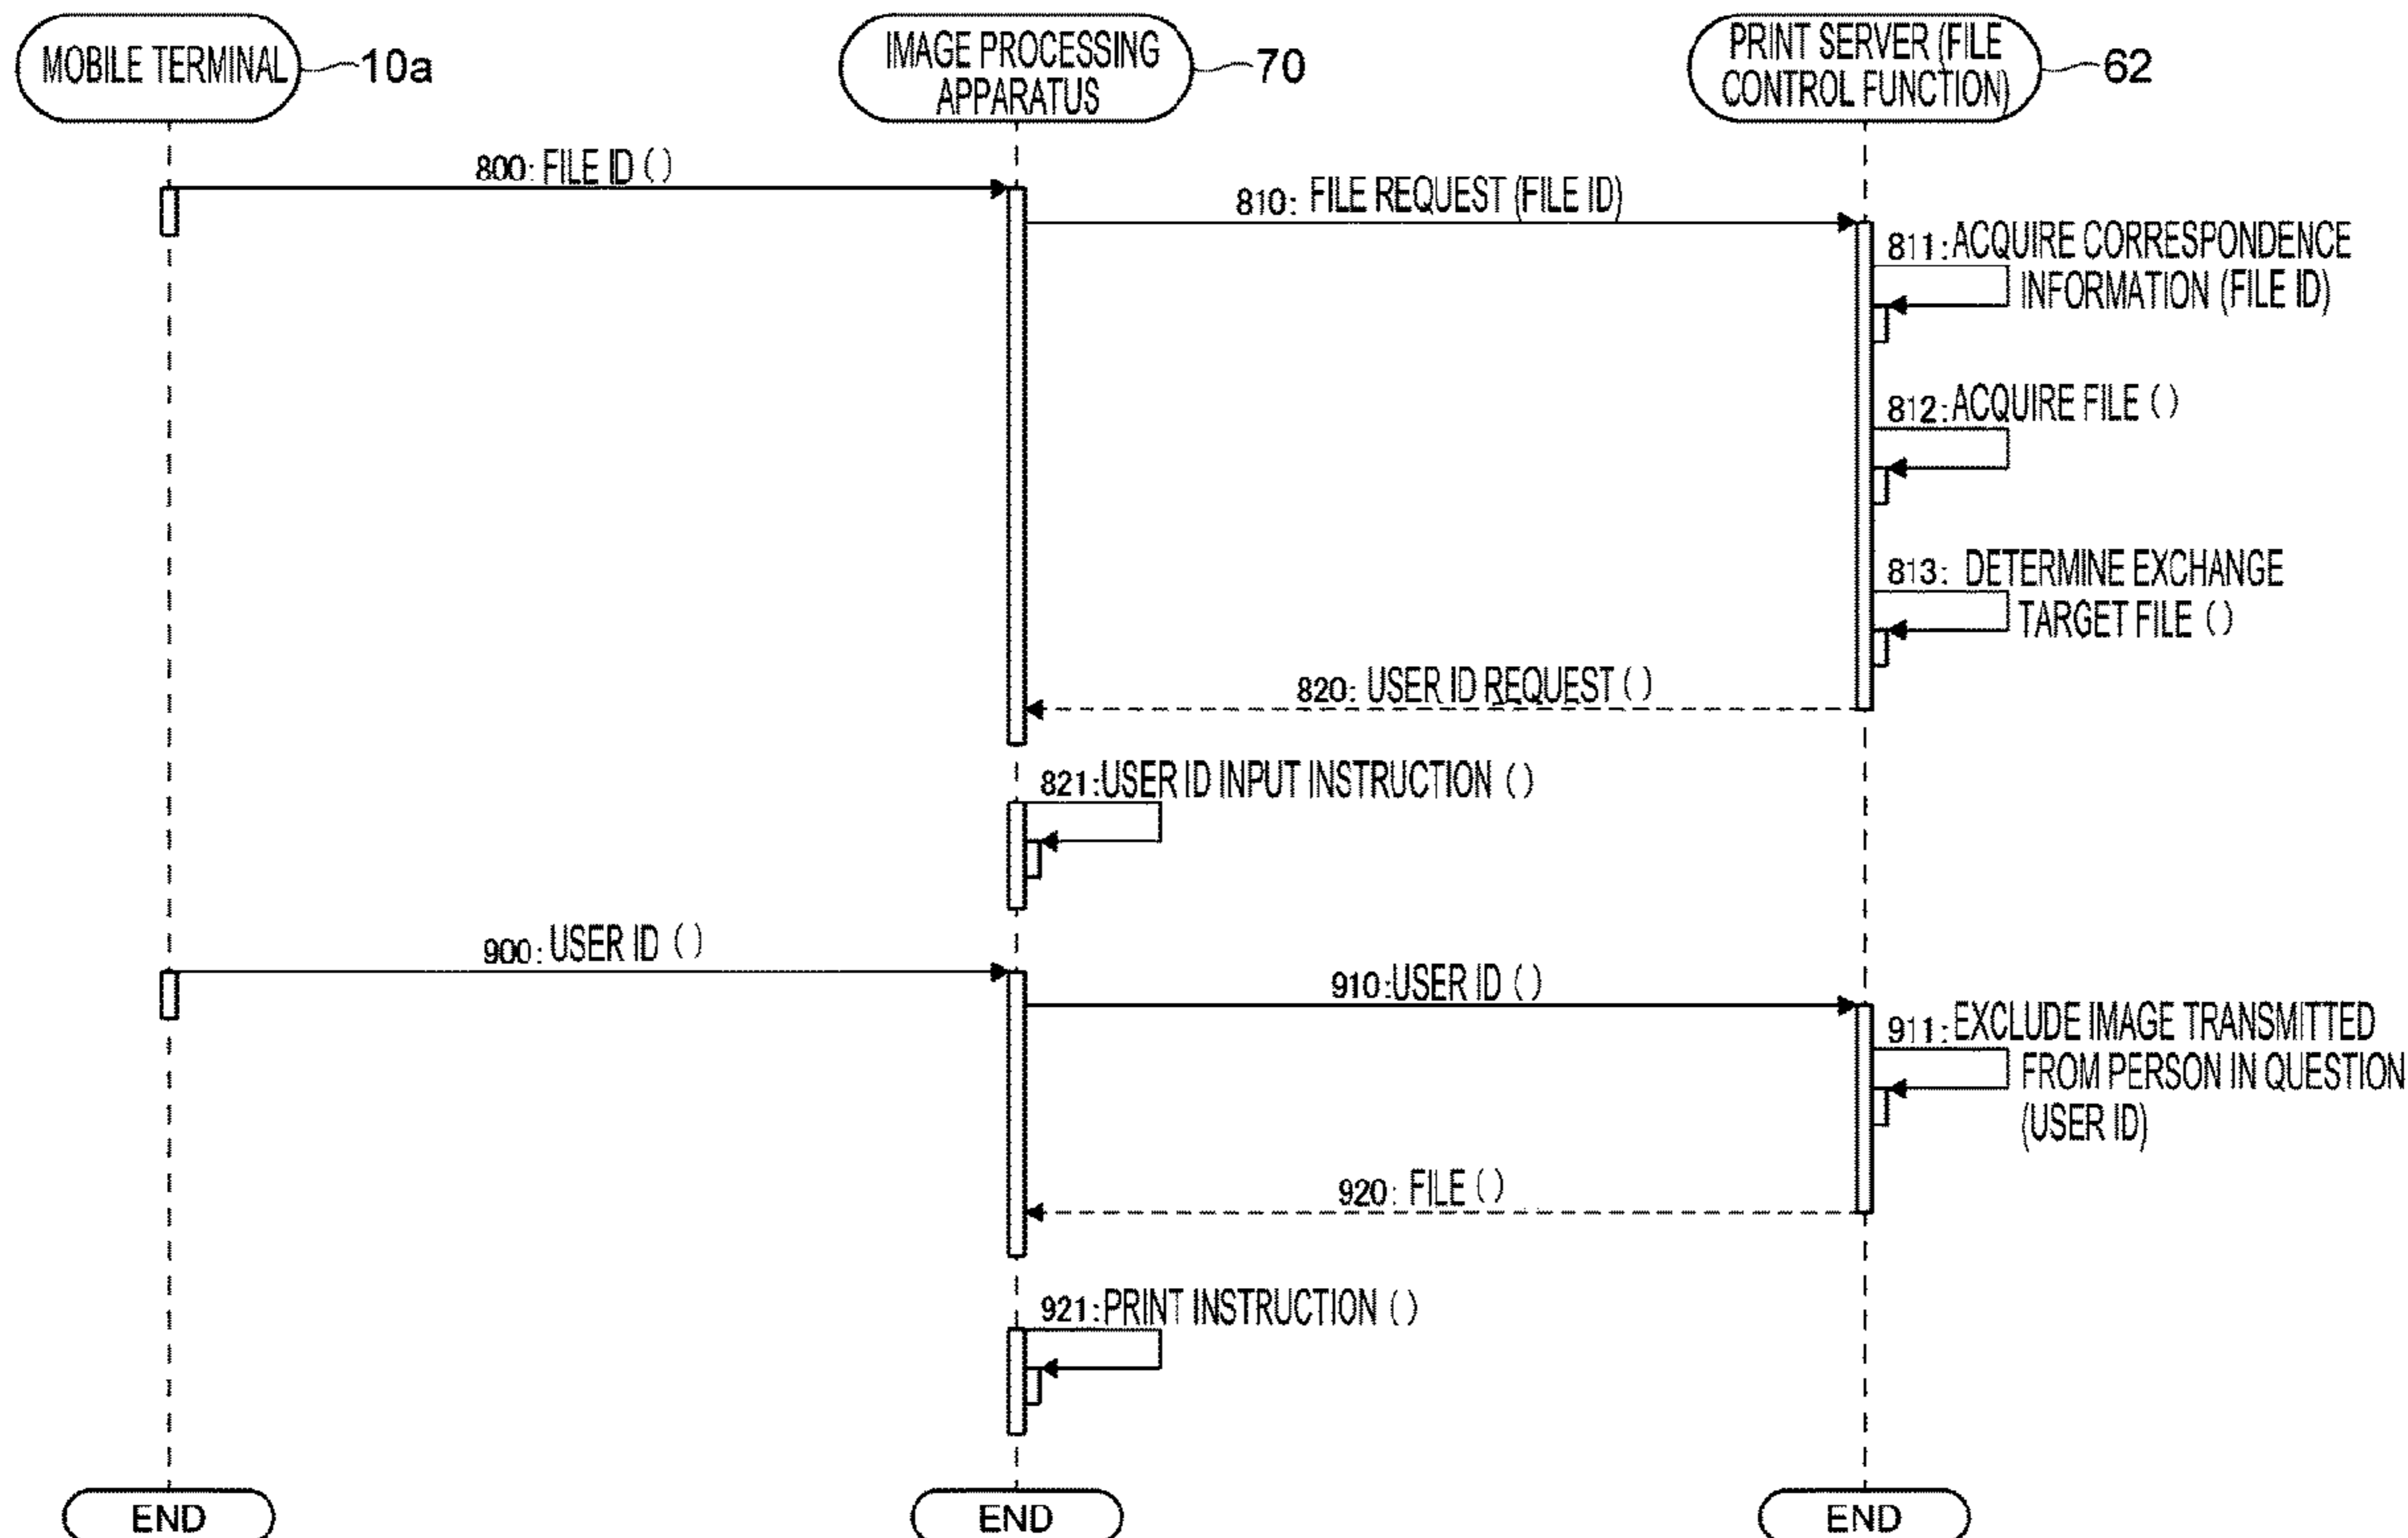 MOBILE TERMINAL
10a
IMAGE PROCESSING
APPARATUS
70
PRINT SERVER (FILE
CONTROL FUNCTION)
62
800: FILE ID ( )
810: FILE REQUEST (FILE ID)
811: ACQUIRE CORRESPONDENCE
INFORMATION (FILE ID)
812: ACQUIRE FILE ( )
813: DETERMINE EXCHANGE
TARGET FILE ( )
820: USER ID REQUEST ( )
821: USER ID INPUT INSTRUCTION ( )
900: USER ID ( )
910: USER ID ( )
911: EXCLUDE IMAGE TRANSMITTED
FROM PERSON IN QUESTION
(USER ID)
920: FILE ( )
921: PRINT INSTRUCTION ( )
END
END
END